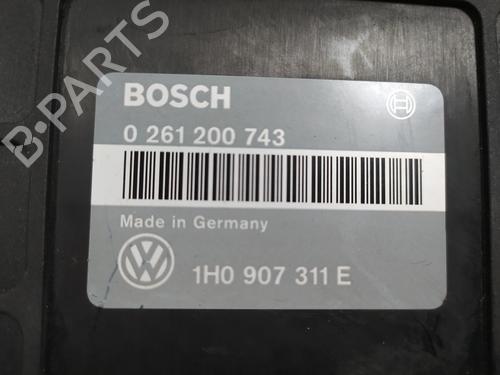 B-PARTS
BOSCH
0 261 200 743
Made in Germany
1H0 907 311 E